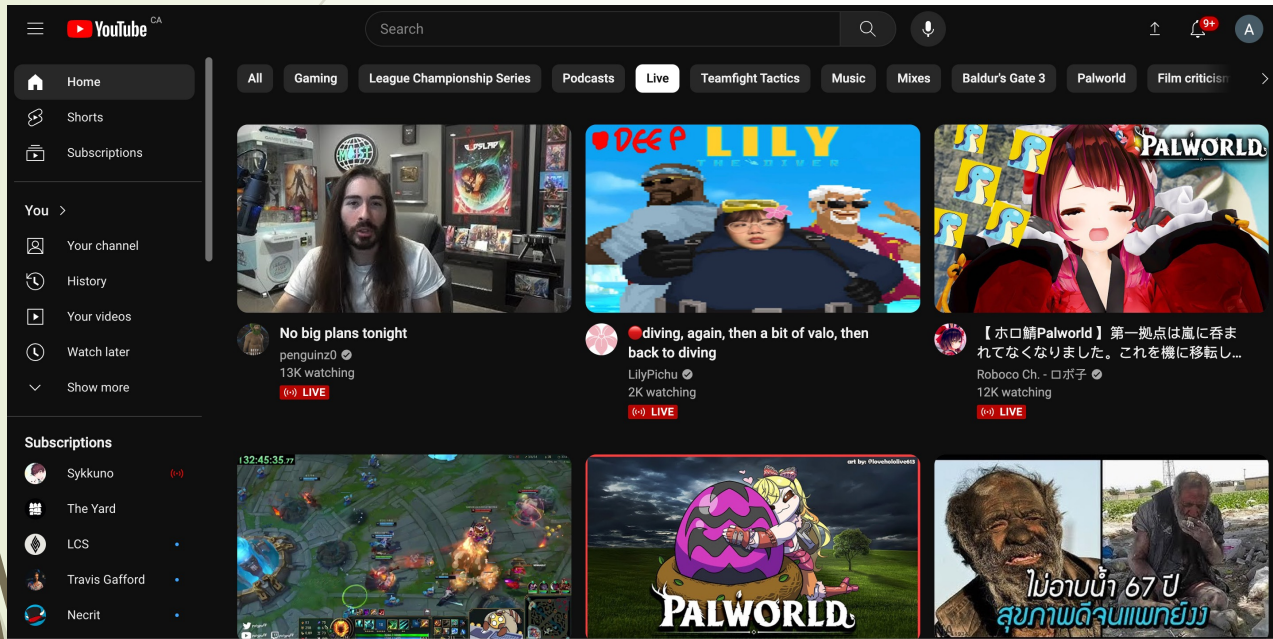 YouTube CA
Search
9+
A
Home
Shorts
Subscriptions
You
Your channel
History
Your videos
Watch later
Show more
Subscriptions
Sykkuno
The Yard
LCS
Travis Gafford
Necrit
All Gaming League Championship Series Podcasts Live Teamfight Tactics Music Mixes Baldur's Gate 3 Palworld Film criticism
No big plans tonight
penguinz0
13K watching
LIVE
DEEP LILY
THE DIVER
diving, again, then a bit of valo, then
back to diving
LilyPichu
2K watching
LIVE
PALWORLD
【 ホロ鯖Palworld 】第一拠点は嵐に呑ま
れてなくなりました。これを機に移転し...
Roboco Ch. - ロボ子
12K watching
LIVE
132:45:35.77
art by: @lovehololive613
PALWORLD
ไม่อาบน้ำ 67 ปี
สุขภาพดีจนแพทย์งง